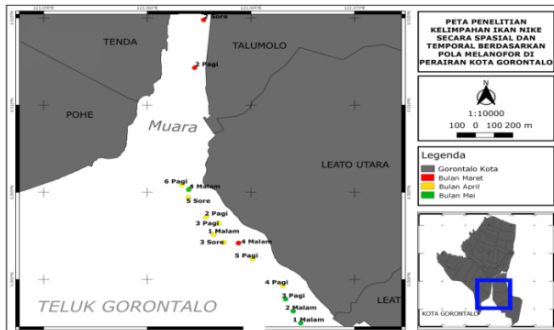 PETA PENELITIAN
KELIMPAHAN IKAN NIKE
SECARA SPASIAL DAN
TEMPORAL BERDASARKAN
POLA MELANOFOR DI
PERAIRAN KOTA GORONTALO
1:10000
100 0 100 200 m
Legenda
Gorontalo Kota
Bulan Maret
Bulan April
Bulan Mei
KOTA GORONTALO
Sore
TENDA
TALUMOLO
2 Pagi
POHE
Muara
LEATO UTARA
6 Pagi
4 Malam
5 Sore
2 Pagi
3 Pagi
1 Malam
3 Sore
4 Malam
5 Pagi
4 Pagi
3 Pagi
2 Malam
1 Malam
TELUK GORONTALO
LEAT